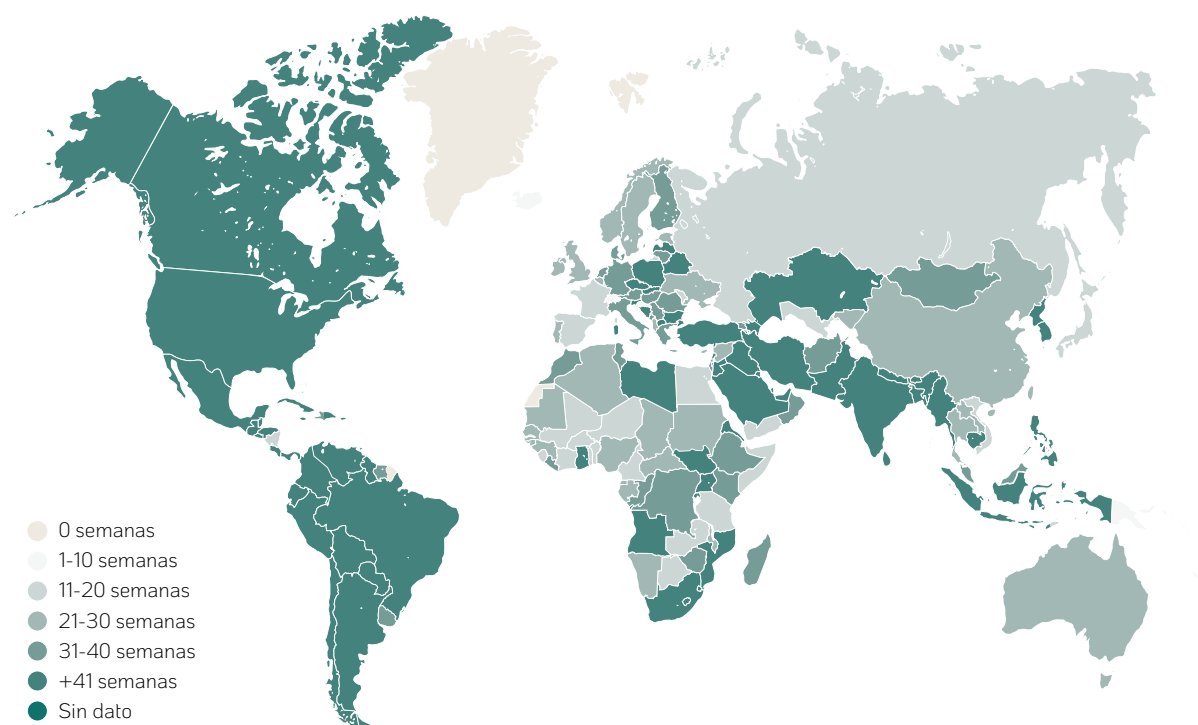 0 semanas
1-10 semanas
11-20 semanas
21-30 semanas
31-40 semanas
+41 semanas
Sin dato